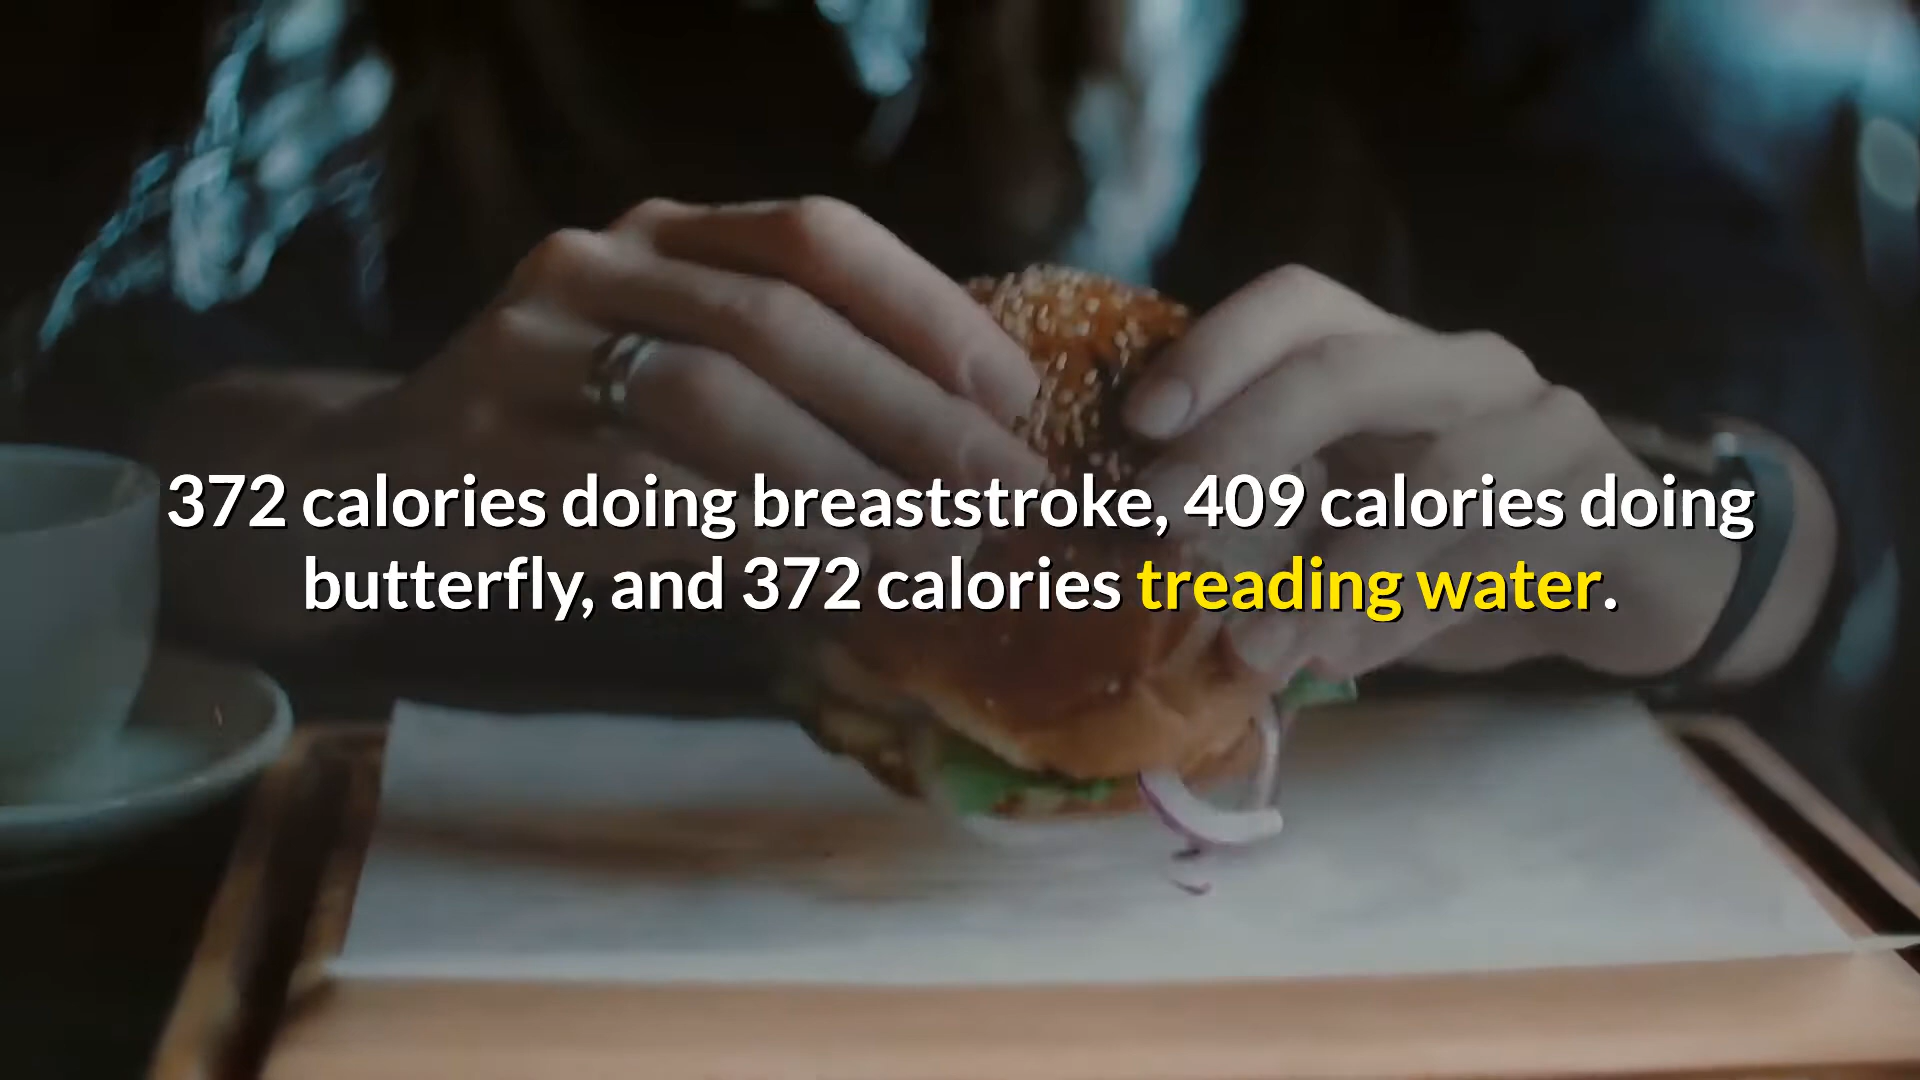 372 calories doing breaststroke, 409 calories doing
butterfly, and 372 calories treading water.